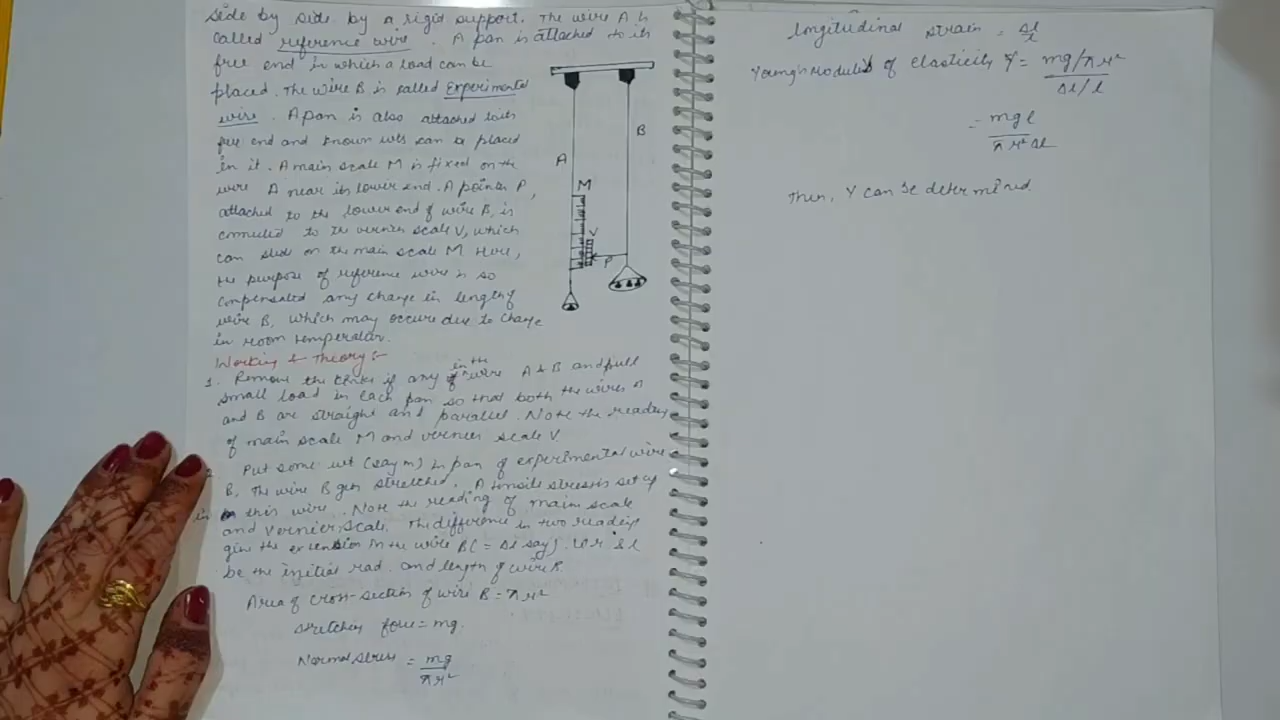 side by side by a rigid support. The wire A is
called reference wire. A pan is attached to its
free end in which a load can be
placed. The wire B is called Experimental
wire. A pan is also attached to its
free end and known wts can be placed
in it. A main scale M is fixed on the
wire A near its lower end. A pointer P,
attached to the lower end of wire B, is
connected to the vernier scale V, which
can slide on the main scale M. Here,
the purpose of reference wire is so
compensated any change in length of
wire B, which may occure due to change
in room temperatur.
Working & Theory :-
1. Remove the kinks if any in the wire A & B and pull
small load in each pan so that both the wires A
and B are straight and parallel. Note the reading
of main scale M and vernier scale V
Put some wt (say m) in pan of experimental wire
B. The wire B gets stretched. A tensile stress is set up
in this wire. Note the reading of main scale
and Vernier scale. The difference in two readings
give the extension in the wire B (= Δl say). Let r & l
be the initial rad. and length of wire B.
Area of cross-section of wire B = πr²
Stretching force = mg.
Normal stress = mg
πr²
A
B
M
V
P
longitudinal strain = Δl
l
Young's Modulus of elasticity Y = mg/πr²
Δl/l
= mgl
πr²Δl
Then, Y can be determined